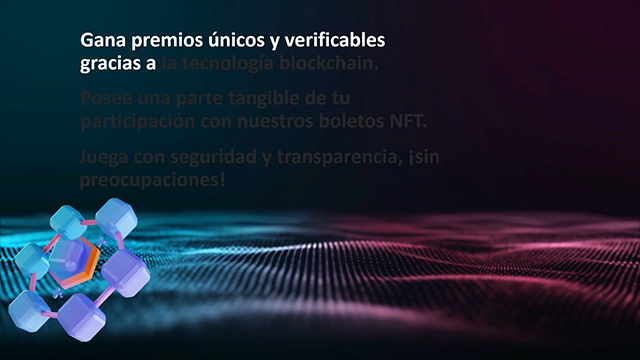 Gana premios únicos y verificables
gracias a la tecnología blockchain.
Posee una parte tangible de tu
participación con nuestros boletos NFT.
Juega con seguridad y transparencia, ¡sin
preocupaciones!